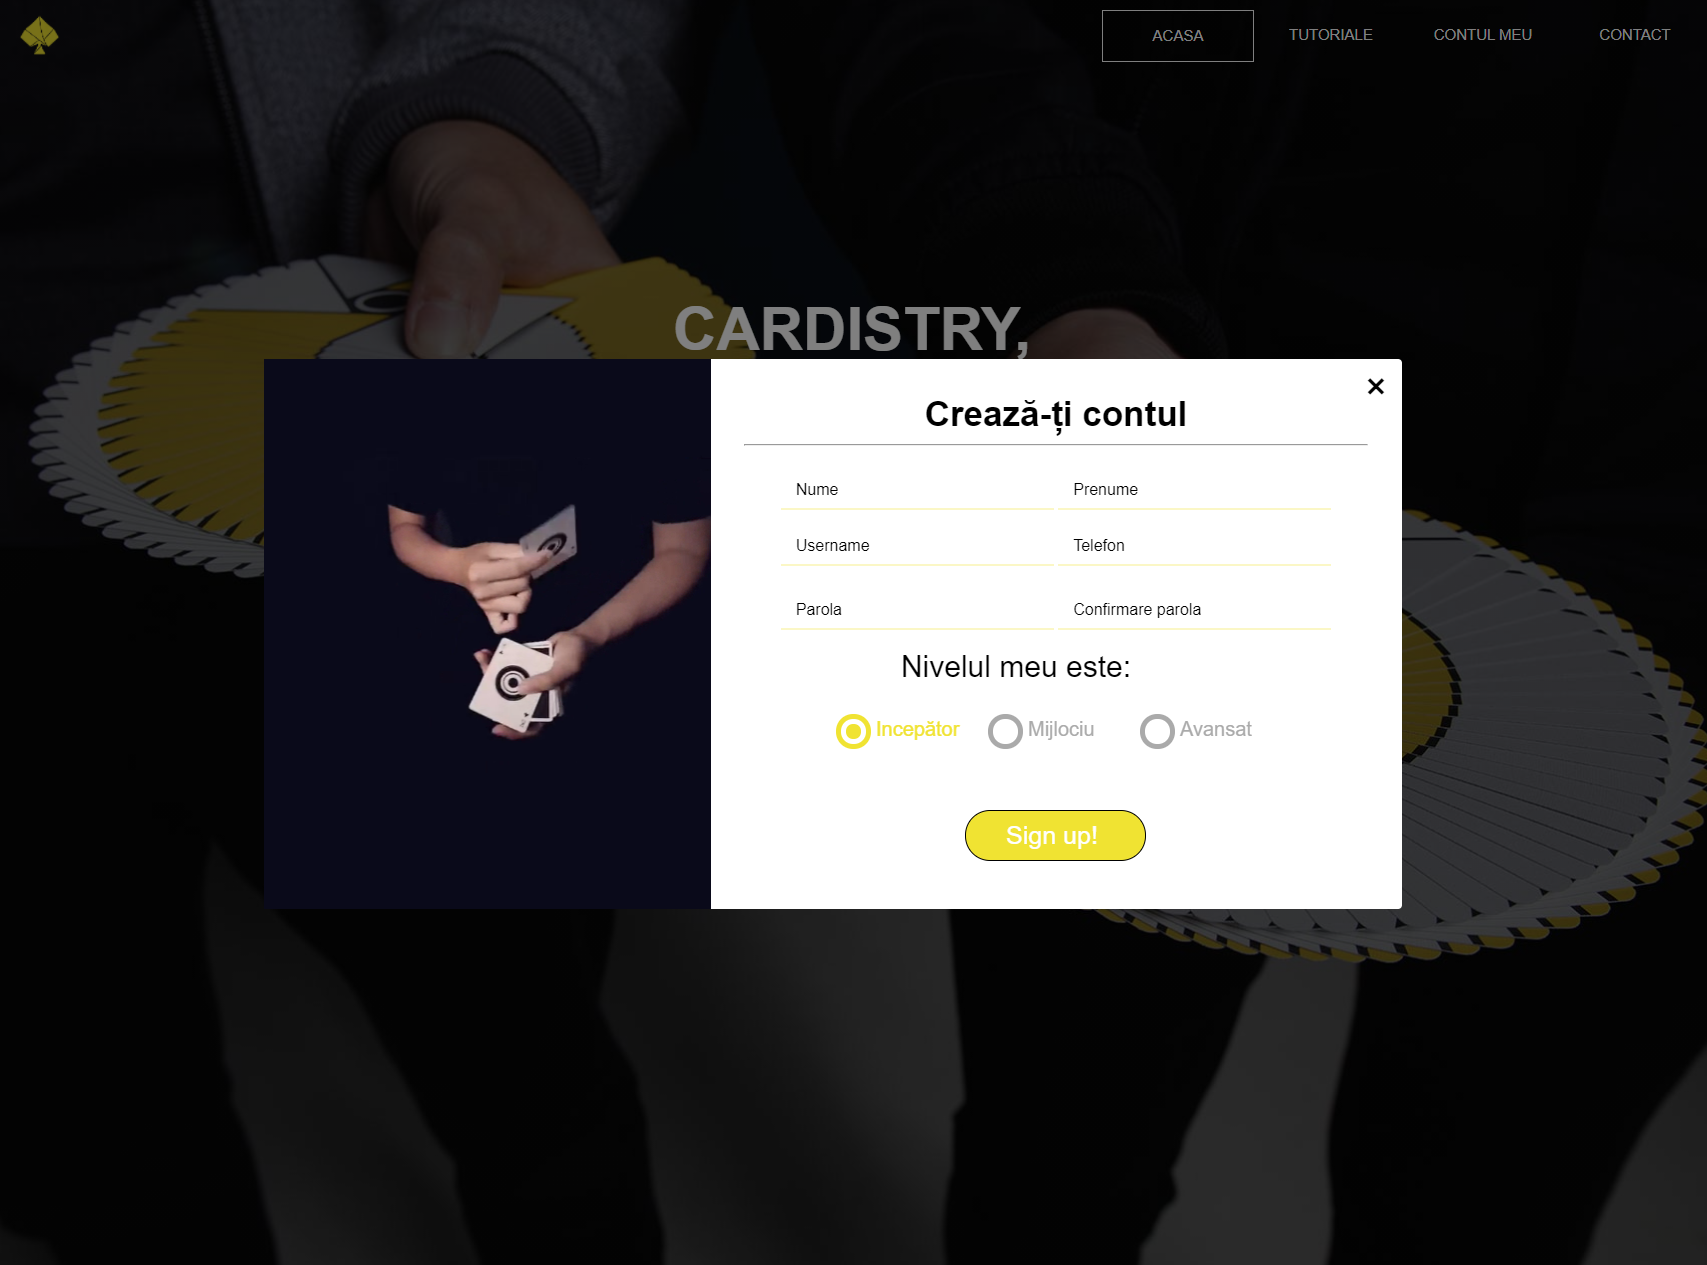 ACASA TUTORIALE CONTUL MEU CONTACT
CARDISTRY,
Crează-ți contul
Nume Prenume
Username Telefon
Parola Confirmare parola
Nivelul meu este:
Incepător Mijlociu Avansat
Sign up!